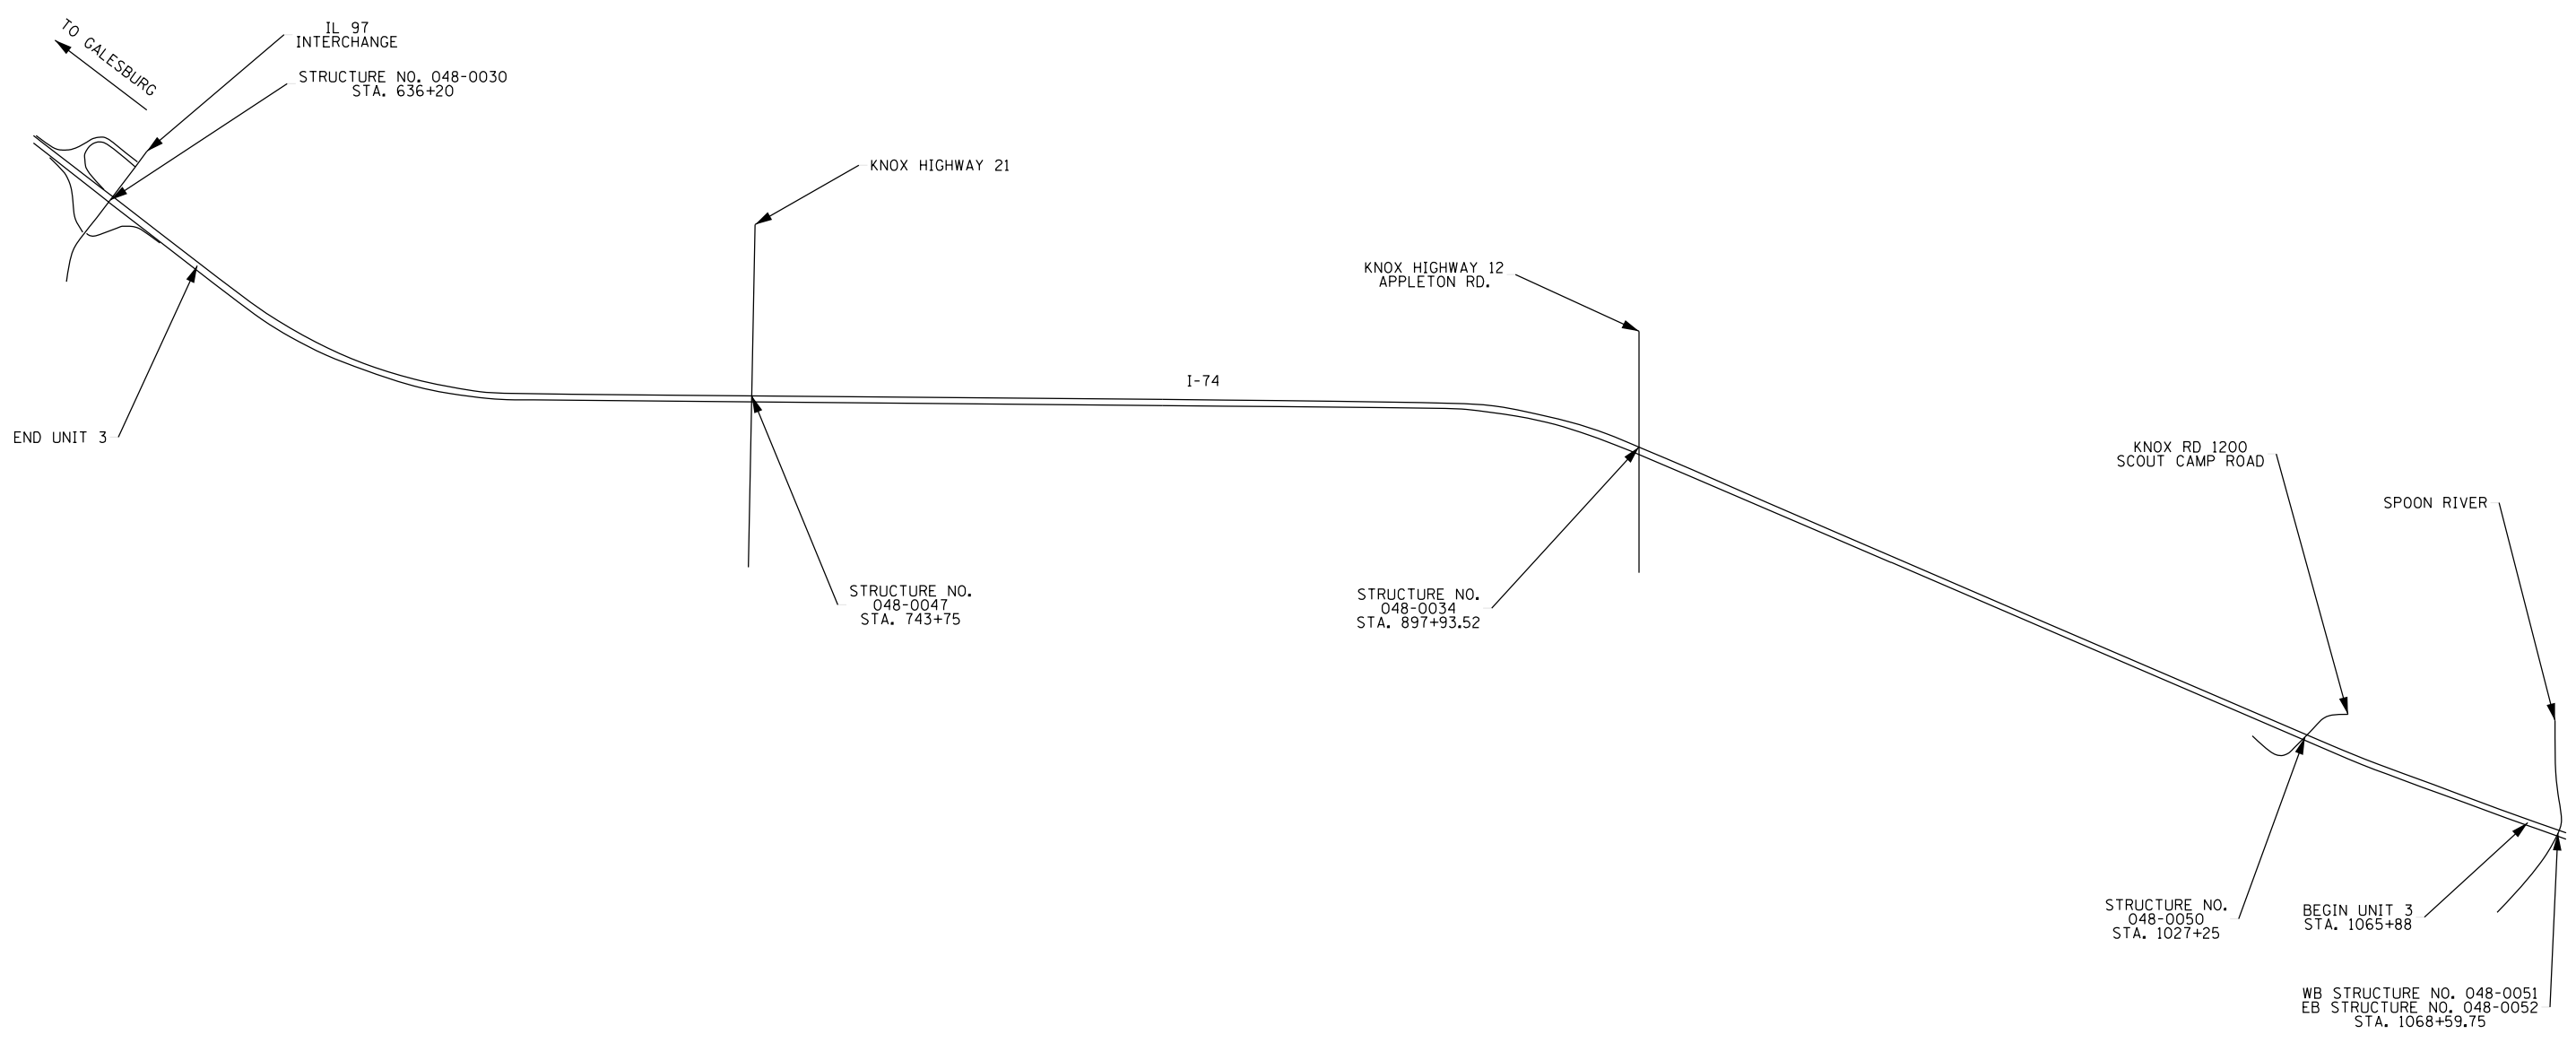 TO GALESBURG
IL 97
INTERCHANGE
STRUCTURE NO. 048-0030
STA. 636+20
KNOX HIGHWAY 21
KNOX HIGHWAY 12
APPLETON RD.
I-74
END UNIT 3
KNOX RD 1200
SCOUT CAMP ROAD
SPOON RIVER
STRUCTURE NO.
048-0047
STA. 743+75
STRUCTURE NO.
048-0034
STA. 897+93.52
STRUCTURE NO.
048-0050
STA. 1027+25
BEGIN UNIT 3
STA. 1065+88
WB STRUCTURE NO. 048-0051
EB STRUCTURE NO. 048-0052
STA. 1068+59.75